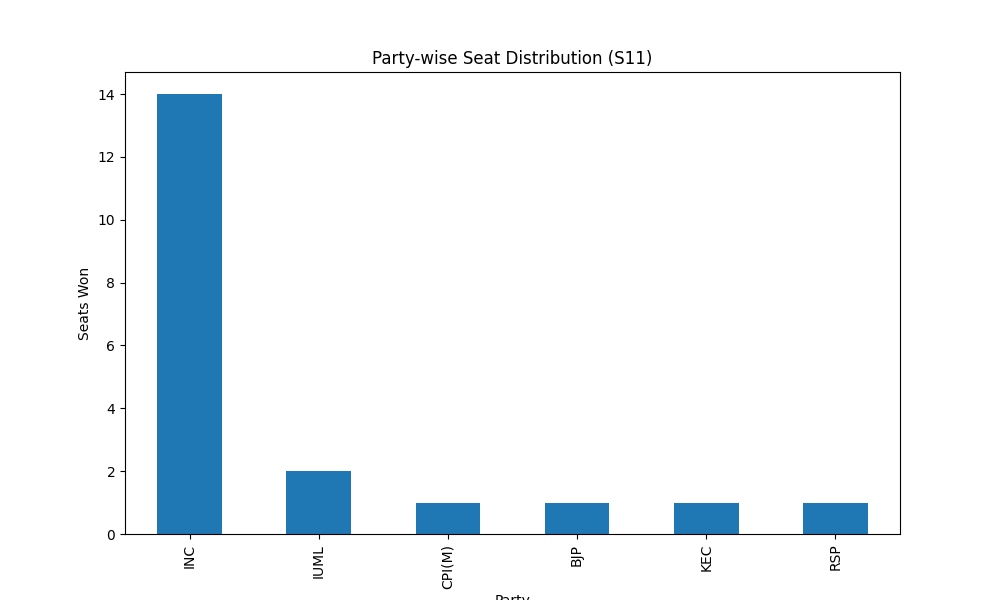 Party-wise Seat Distribution (S11)
14
12
10
8
6
4
2
0
Seats Won
INC
IUML
CPI(M)
BJP
KEC
RSP
Party